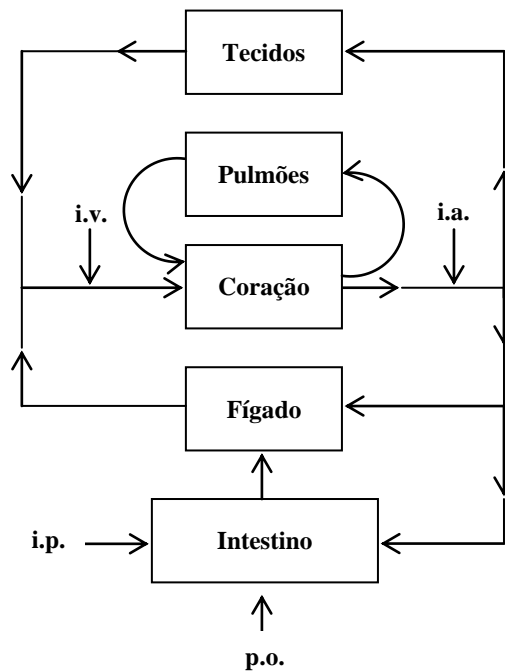 Tecidos
Pulmões
i.v.
i.a.
Coração
Fígado
i.p.
Intestino
p.o.